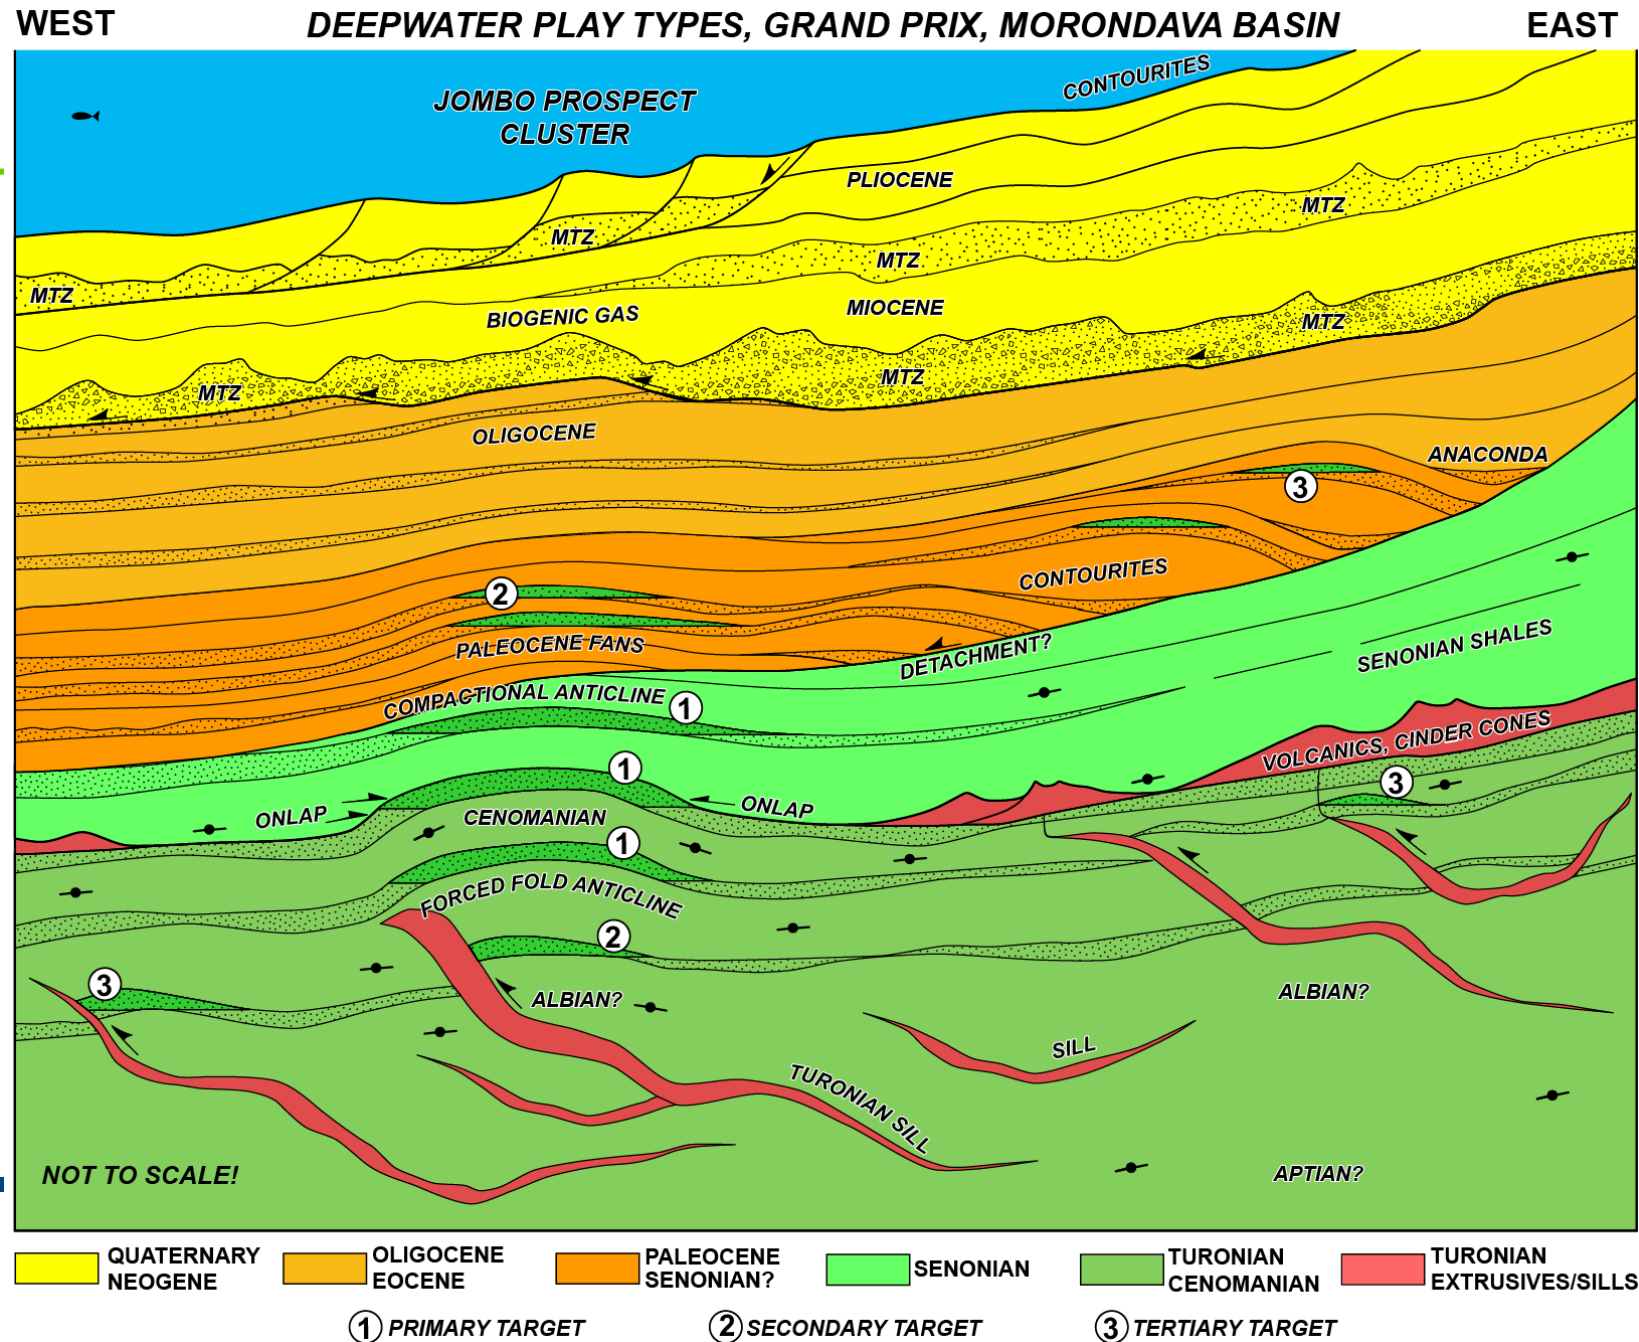 WEST
DEEPWATER PLAY TYPES, GRAND PRIX, MORONDAVA BASIN
EAST
CONTOURITES
JOMBO PROSPECT
CLUSTER
PLIOCENE
MTZ
MTZ
MTZ
MTZ
BIOGENIC GAS
MIOCENE
MTZ
MTZ
MTZ
OLIGOCENE
ANACONDA
3
CONTOURITES
2
PALEOCENE FANS
DETACHMENT?
SENONIAN SHALES
COMPACTIONAL ANTICLINE
1
VOLCANICS, CINDER CONES
1
3
ONLAP
ONLAP
CENOMANIAN
1
FORCED FOLD ANTICLINE
2
3
ALBIAN?
ALBIAN?
SILL
TURONIAN SILL
NOT TO SCALE!
APTIAN?
QUATERNARY
NEOGENE
OLIGOCENE
EOCENE
PALEOCENE
SENONIAN?
SENONIAN
TURONIAN
CENOMANIAN
TURONIAN
EXTRUSIVES/SILLS
1 PRIMARY TARGET
2 SECONDARY TARGET
3 TERTIARY TARGET